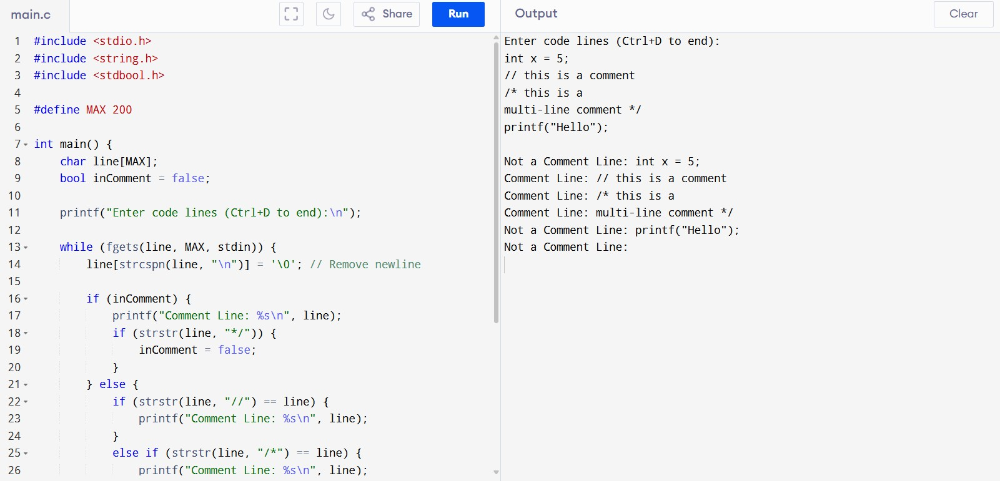 main.c
Share
Run
Output
Clear
1 #include <stdio.h>
2 #include <string.h>
3 #include <stdbool.h>
4
5 #define MAX 200
6
7 int main() {
8     char line[MAX];
9     bool inComment = false;
10
11     printf("Enter code lines (Ctrl+D to end):\n");
12
13     while (fgets(line, MAX, stdin)) {
14         line[strcspn(line, "\n")] = '\0'; // Remove newline
15
16         if (inComment) {
17             printf("Comment Line: %s\n", line);
18             if (strstr(line, "*/")) {
19                 inComment = false;
20             }
21         } else {
22             if (strstr(line, "//") == line) {
23                 printf("Comment Line: %s\n", line);
24             }
25             else if (strstr(line, "/*") == line) {
26                 printf("Comment Line: %s\n", line);
Enter code lines (Ctrl+D to end):
int x = 5;
// this is a comment
/* this is a
multi-line comment */
printf("Hello");

Not a Comment Line: int x = 5;
Comment Line: // this is a comment
Comment Line: /* this is a
Comment Line: multi-line comment */
Not a Comment Line: printf("Hello");
Not a Comment Line: